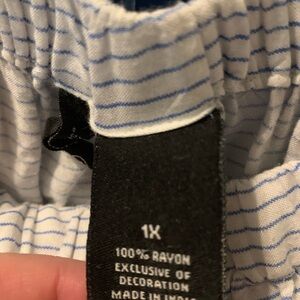 1X
100% RAYON
EXCLUSIVE OF
DECORATION
MADE IN INDIA